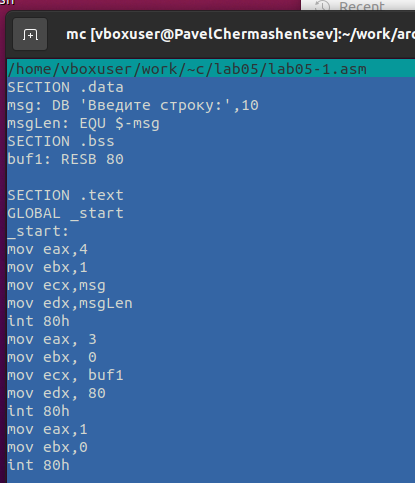 Recent
mc [vboxuser@PavelChermashentsev]:~/work/arc
/home/vboxuser/work/~c/lab05/lab05-1.asm
SECTION .data
msg: DB 'Введите строку:',10
msgLen: EQU $-msg
SECTION .bss
buf1: RESB 80
SECTION .text
GLOBAL _start
_start:
mov eax,4
mov ebx,1
mov ecx,msg
mov edx,msgLen
int 80h
mov eax, 3
mov ebx, 0
mov ecx, buf1
mov edx, 80
int 80h
mov eax,1
mov ebx,0
int 80h